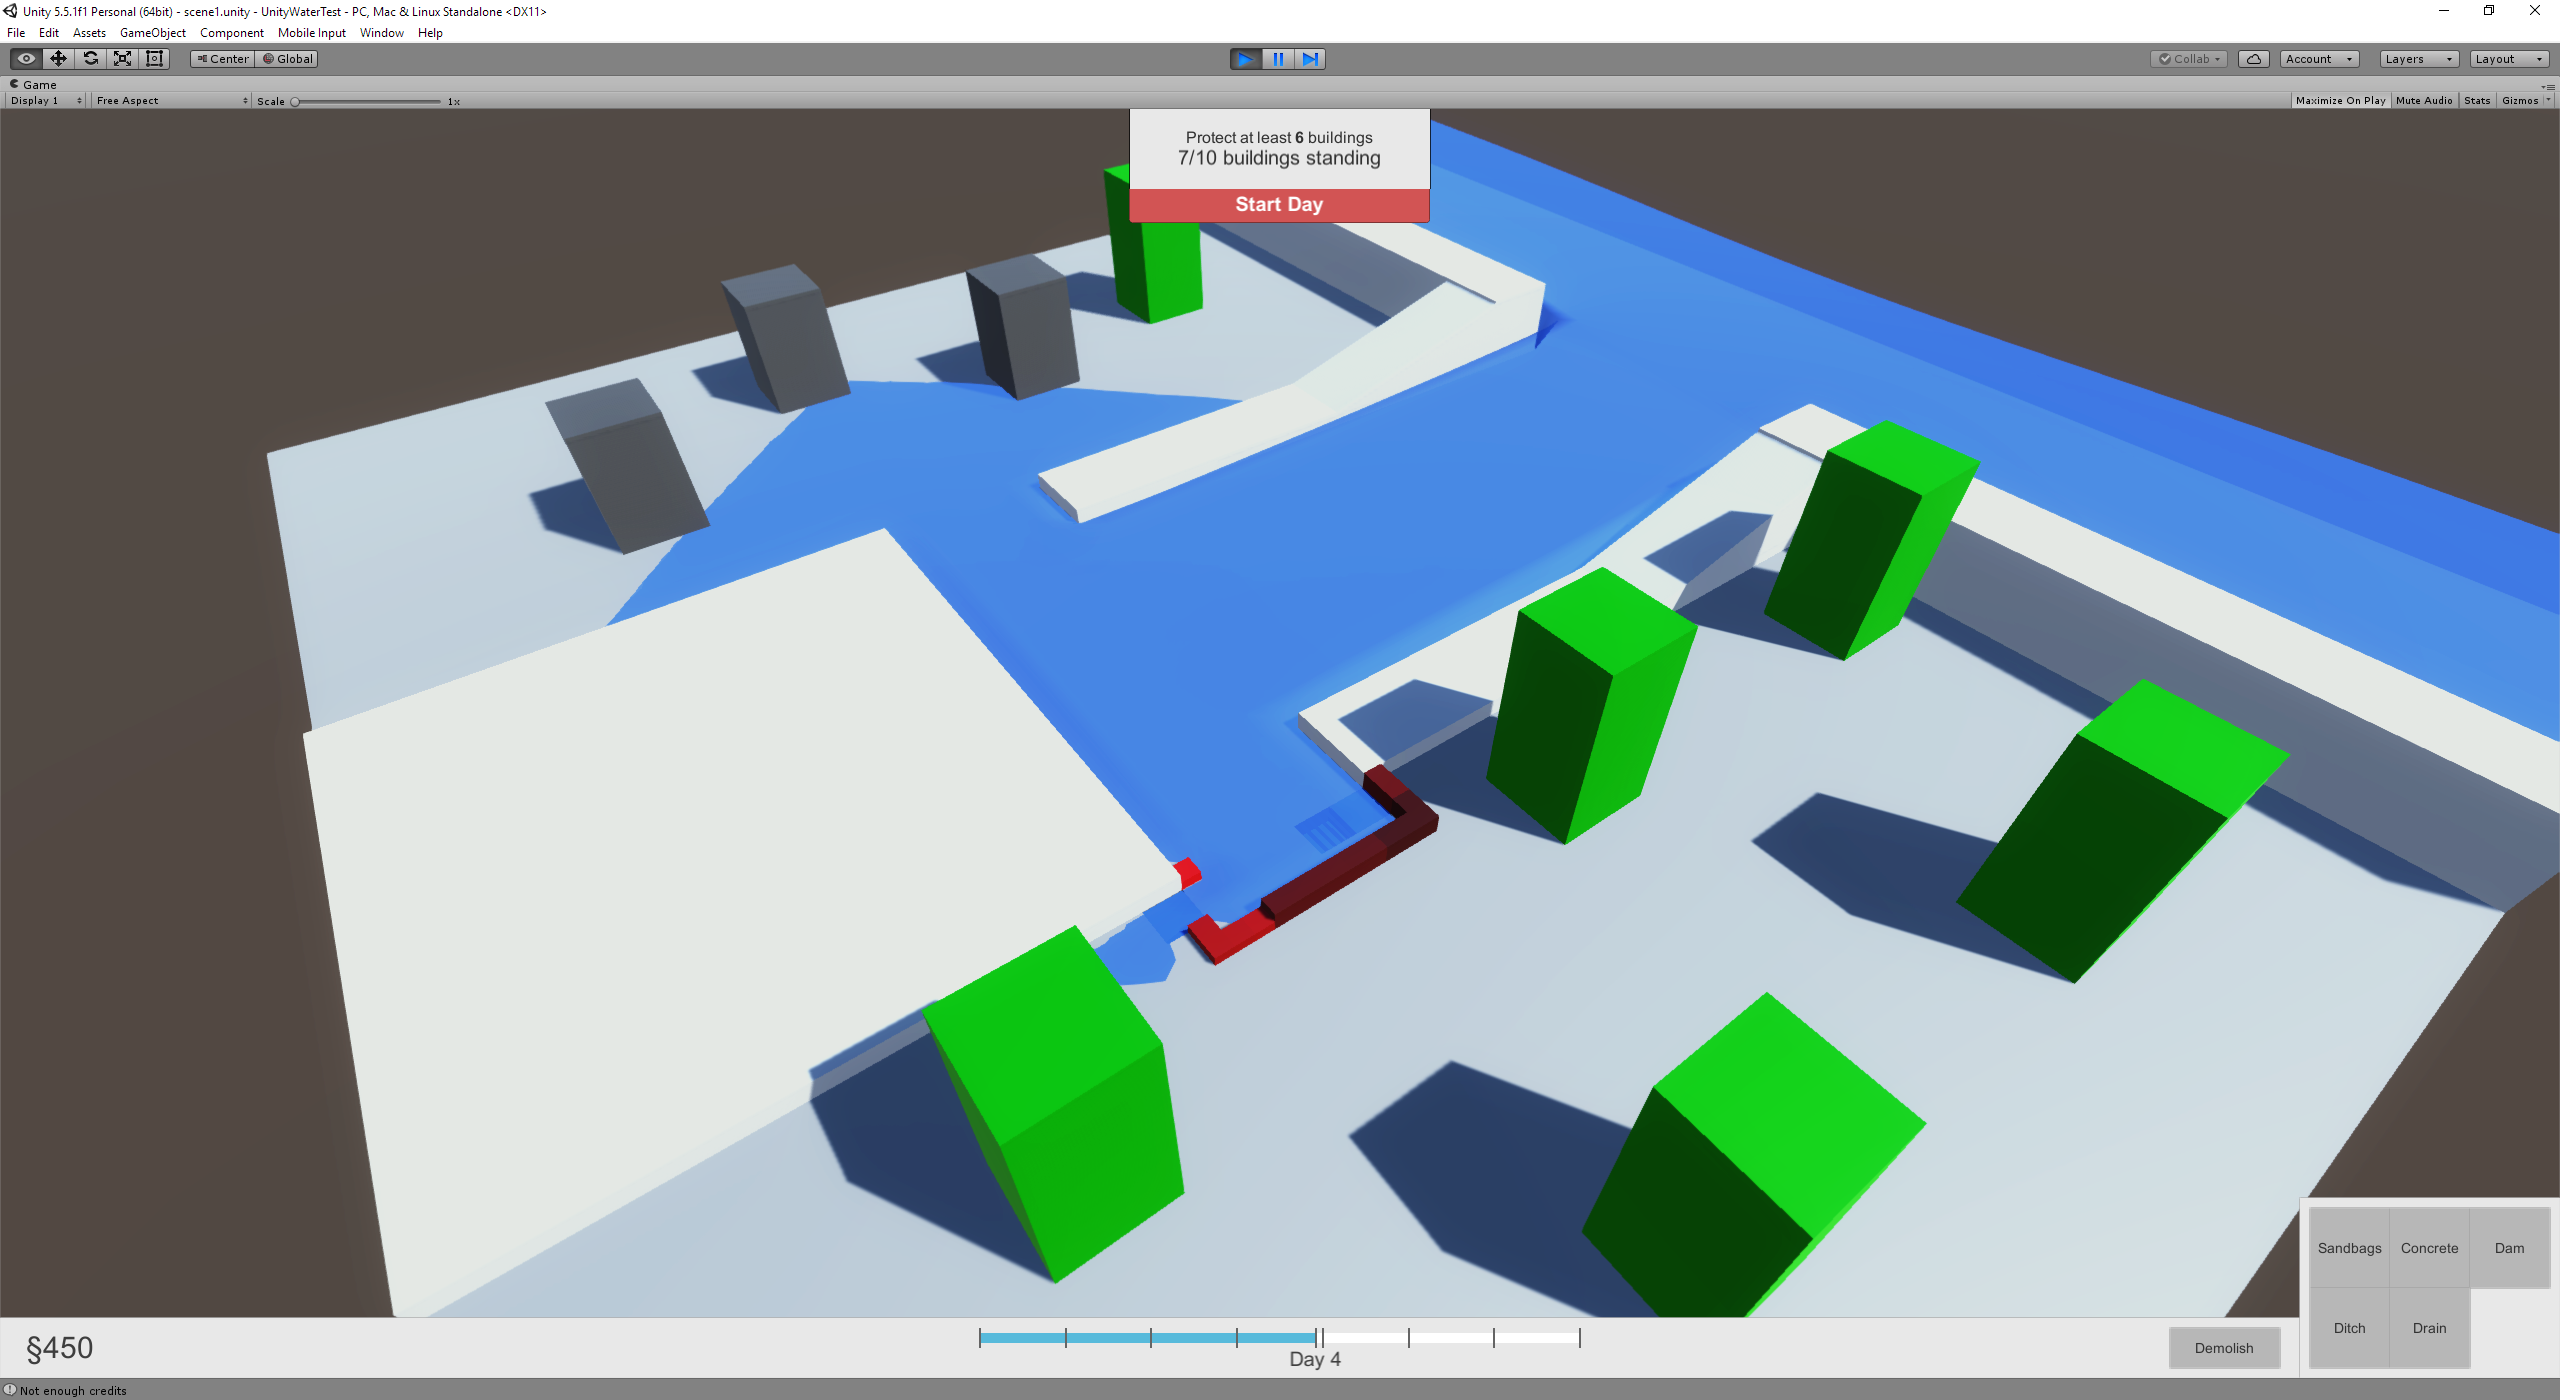 Unity 5.5.1f1 Personal (64bit) - scene1.unity - UnityWaterTest - PC, Mac & Linux Standalone <DX11>
File Edit Assets GameObject Component Mobile Input Window Help
Center Global Collab Account Layers Layout
Game
Display 1 Free Aspect Scale 1x Maximize On Play Mute Audio Stats Gizmos
Protect at least 6 buildings
7/10 buildings standing
Start Day
Sandbags Concrete Dam
Ditch Drain
§450
Day 4
Demolish
Not enough credits